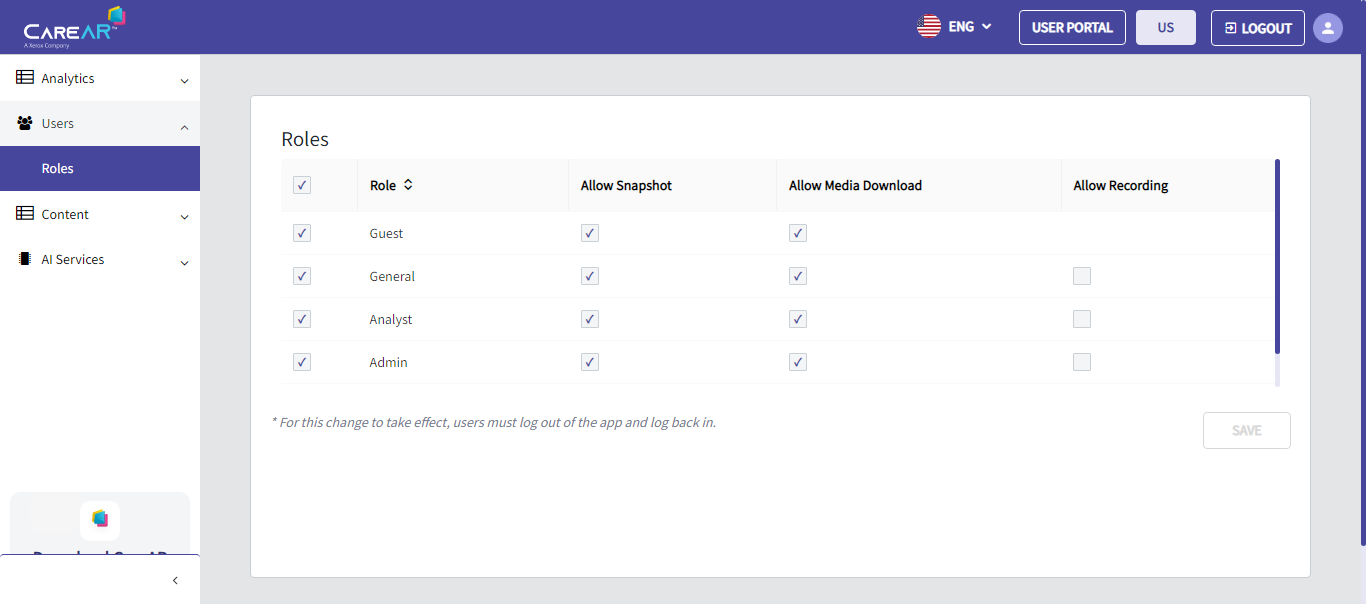 CAREAR™
A Xerox Company
ENG
USER PORTAL
US
LOGOUT
Analytics
Users
Roles
Content
AI Services
Roles
Role Allow Snapshot Allow Media Download Allow Recording
Guest
General
Analyst
Admin
* For this change to take effect, users must log out of the app and log back in.
SAVE
Download CareAR